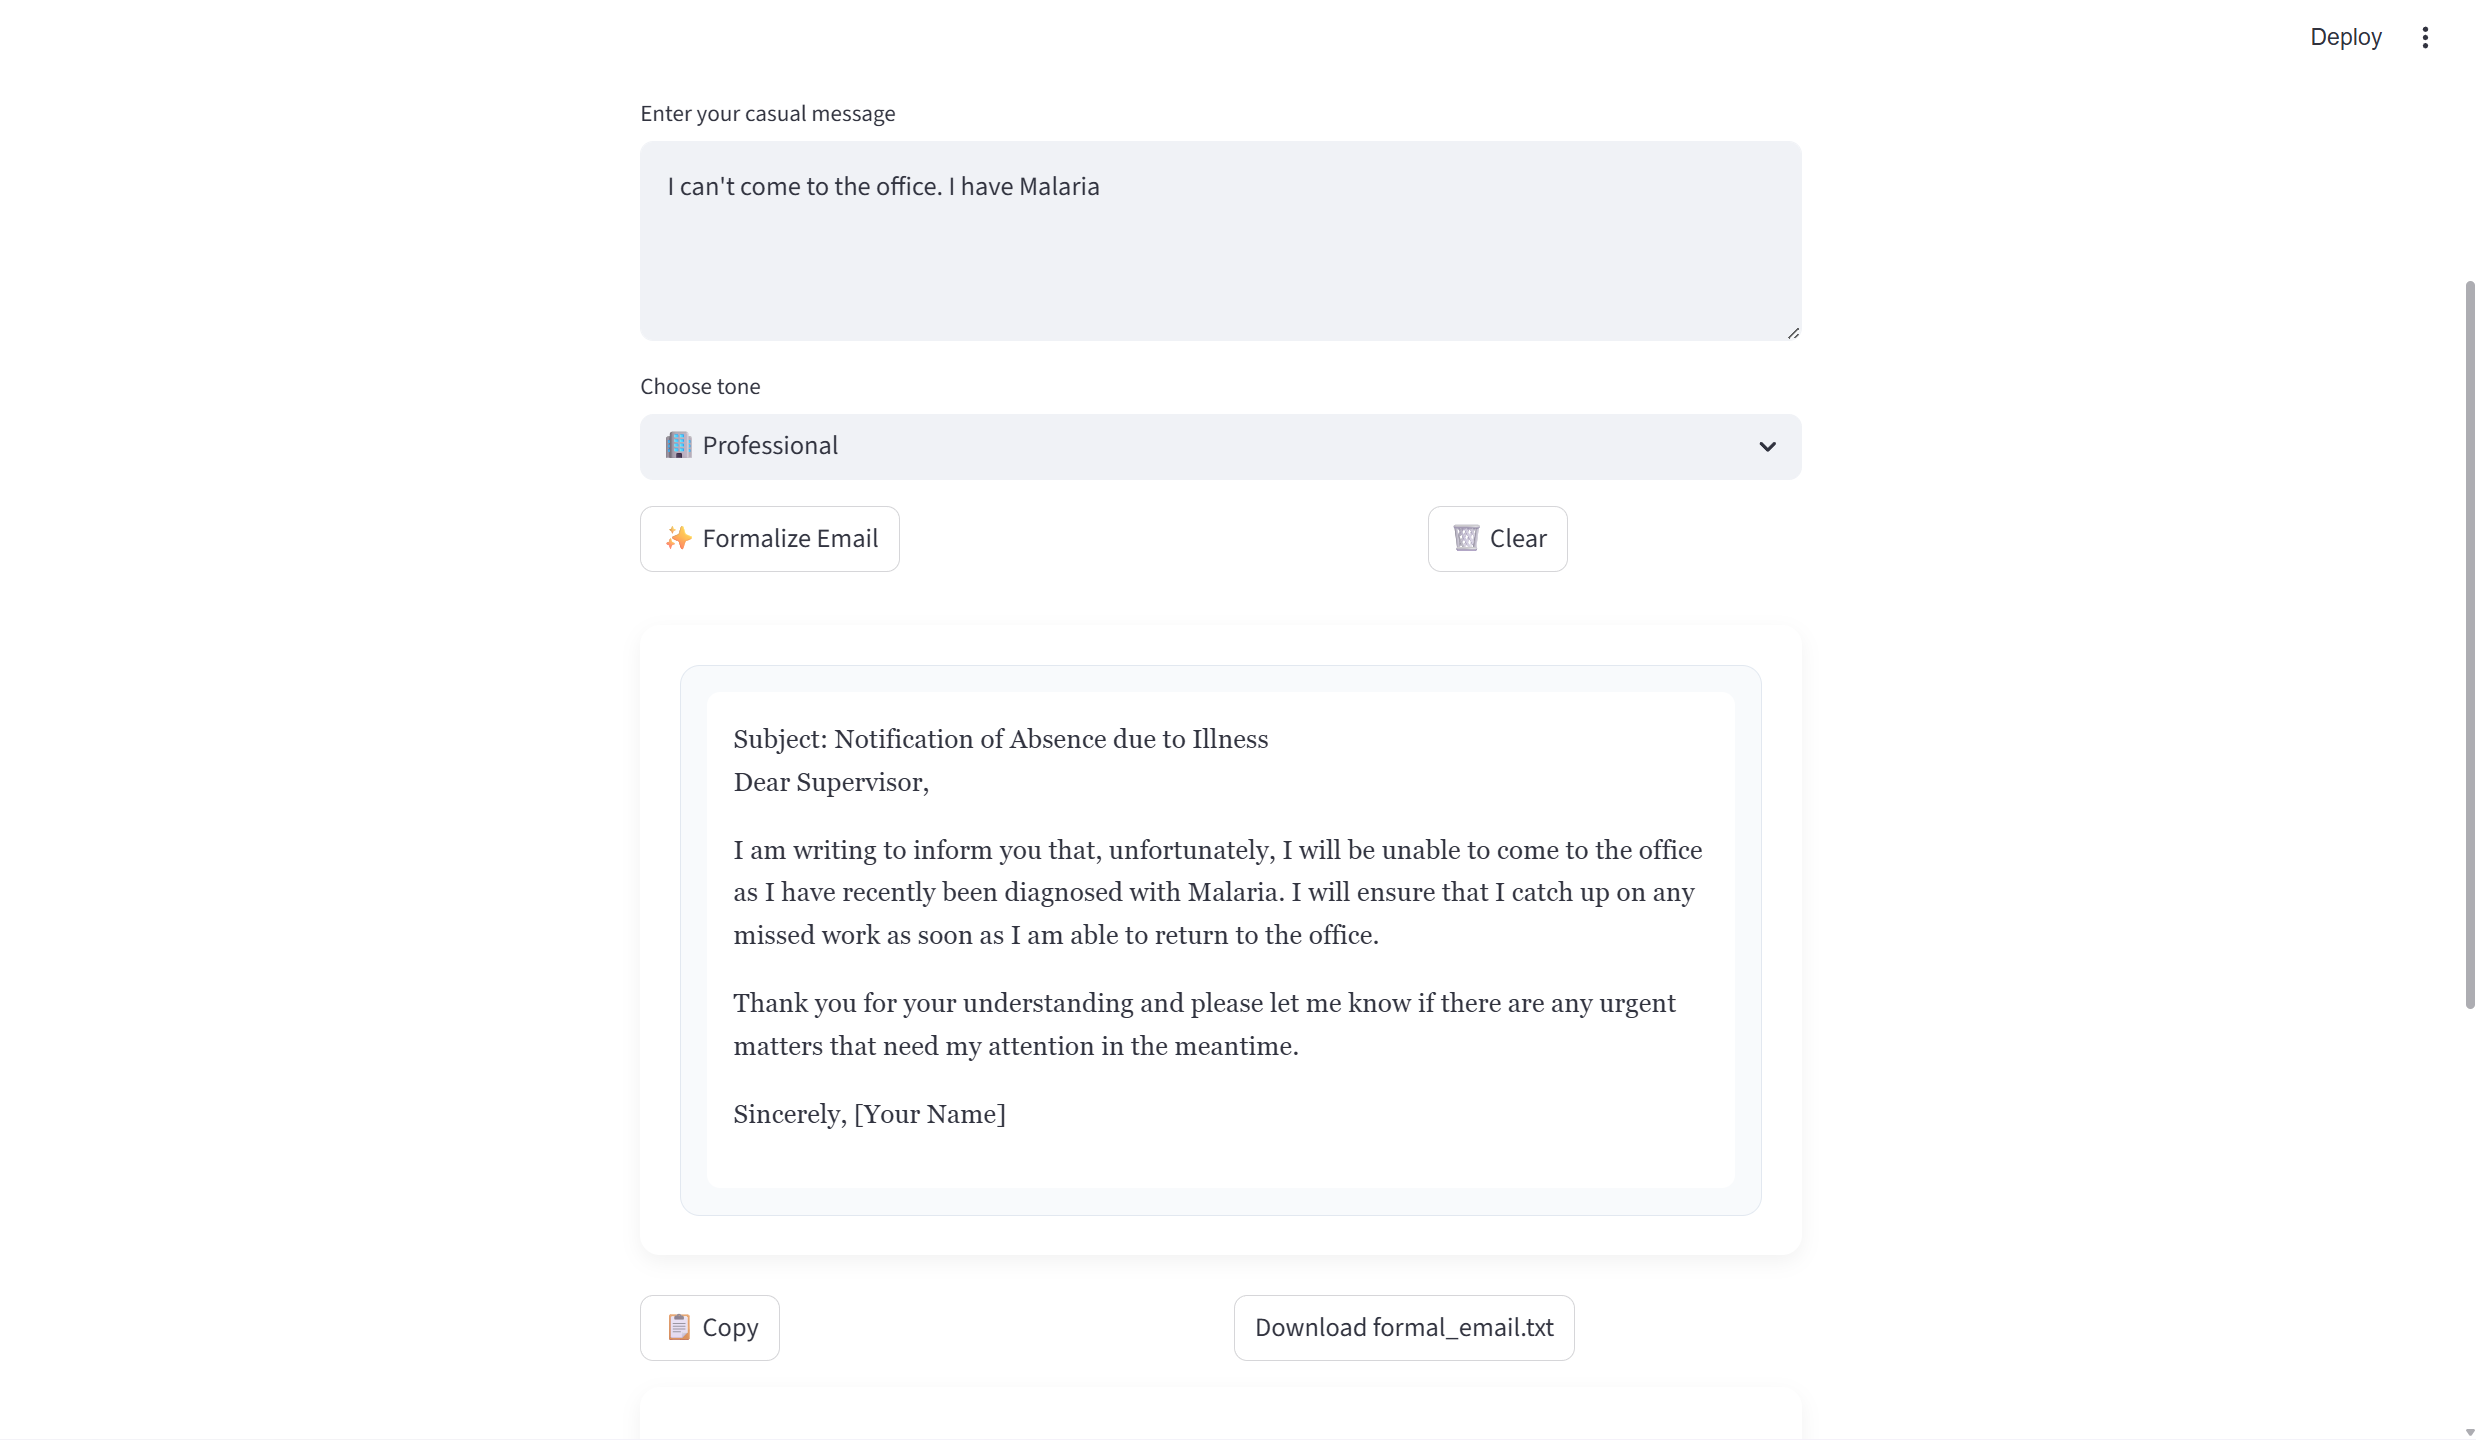 Deploy
Enter your casual message
I can't come to the office. I have Malaria
Choose tone
Professional
Formalize Email
Clear
Subject: Notification of Absence due to Illness
Dear Supervisor,
I am writing to inform you that, unfortunately, I will be unable to come to the office
as I have recently been diagnosed with Malaria. I will ensure that I catch up on any
missed work as soon as I am able to return to the office.
Thank you for your understanding and please let me know if there are any urgent
matters that need my attention in the meantime.
Sincerely, [Your Name]
Copy
Download formal_email.txt